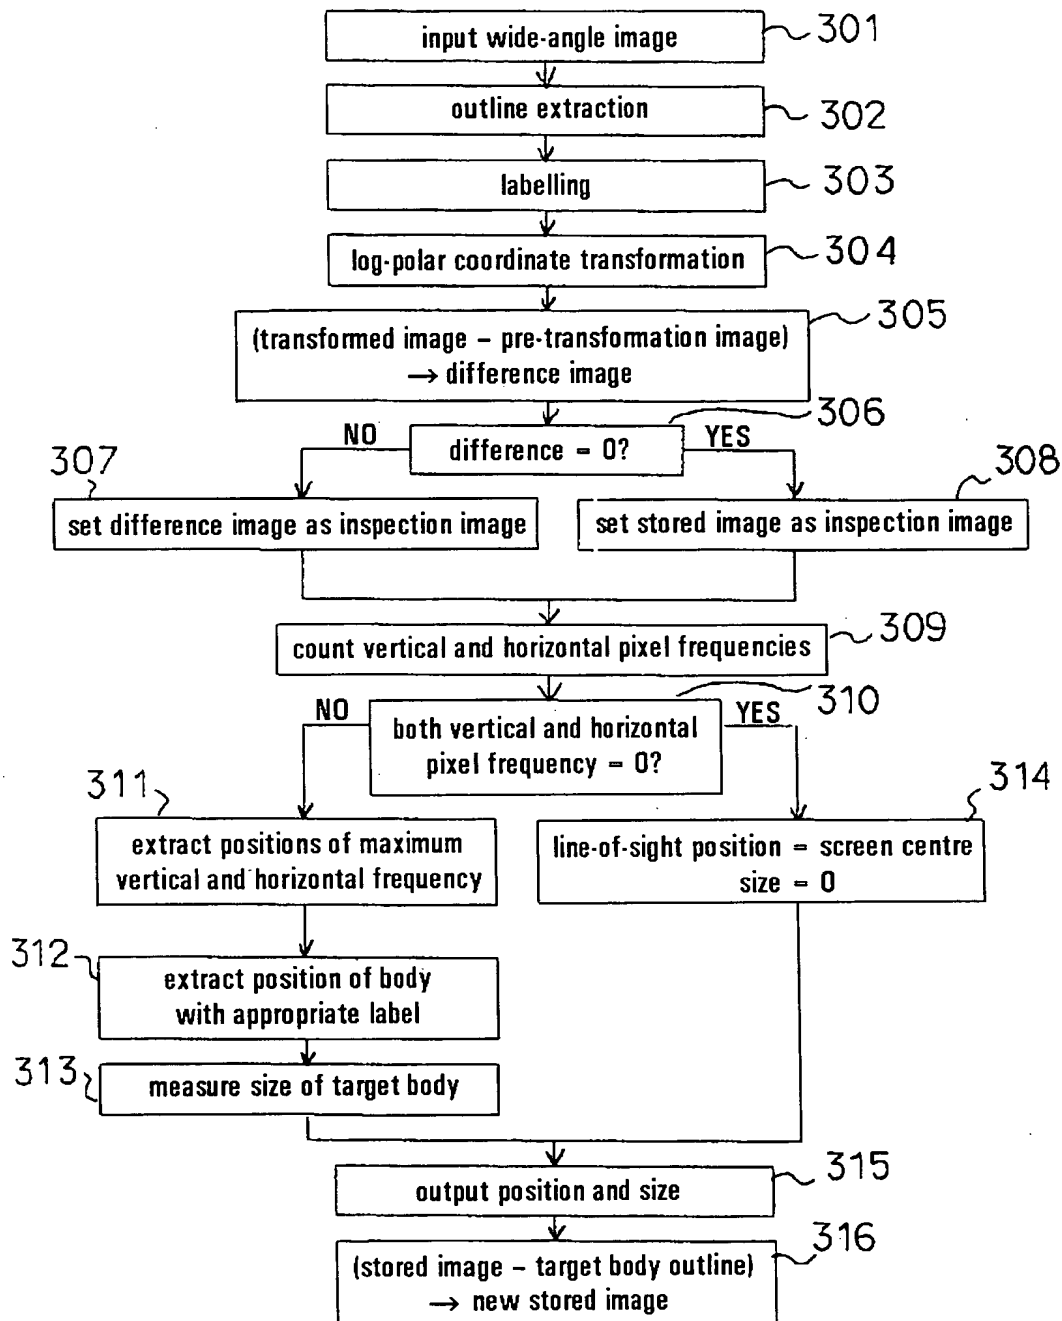 input wide-angle image
301
outline extraction
302
labelling
303
log-polar coordinate transformation
304
(transformed image – pre-transformation image)
→ difference image
305
306
difference = 0?
NO
YES
307
set difference image as inspection image
308
set stored image as inspection image
count vertical and horizontal pixel frequencies
309
310
both vertical and horizontal
pixel frequency = 0?
NO
YES
311
extract positions of maximum
vertical and horizontal frequency
314
line-of-sight position = screen centre
size = 0
312
extract position of body
with appropriate label
313
measure size of target body
output position and size
315
(stored image – target body outline)
→ new stored image
316